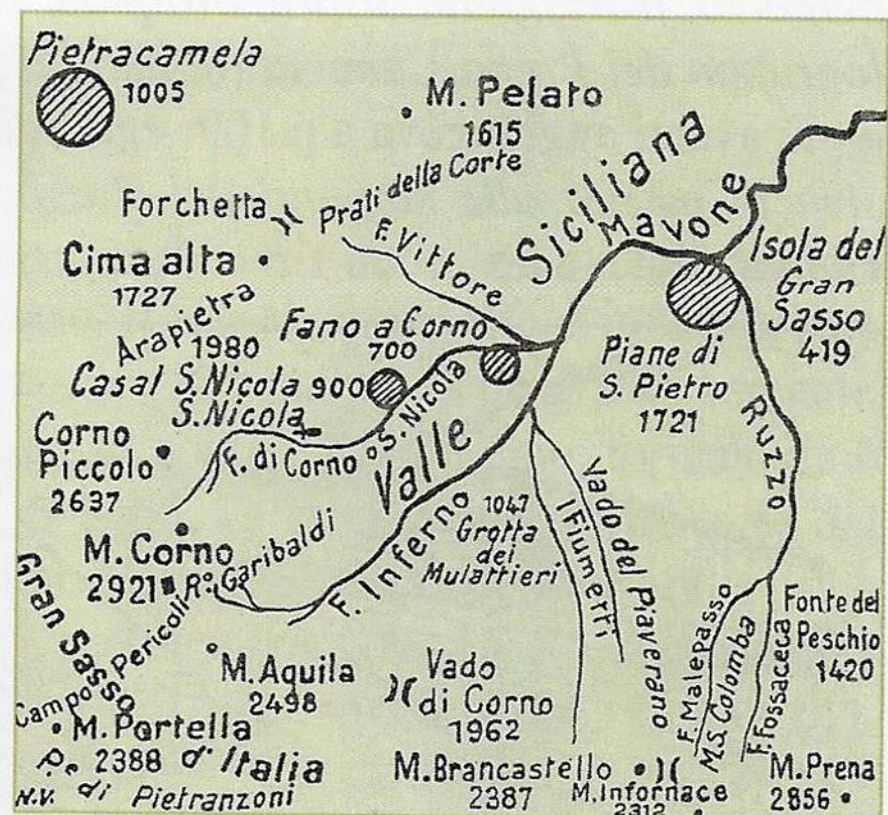 Pietracamela
1005
M. Pelato
1615
Forchetta
Prati della Corte
F. Vittore
Siciliana
Mavone
Cima alta
1727
Isola del
Gran
Sasso
419
Arapietra
1980
Fano a Corno
700
Casal S. Nicola 900
S. Nicola
Piane di
S. Pietro
1721
Corno
Piccolo
2637
F. di Corno o S. Nicola
Valle
Ruzzo
M. Corno
2921
R° Garibaldi
F. Inferno
1047
Grotta
dei
Mulattieri
I Fiumetti
Vado del Piaverano
Gran Sasso
Campo Pericoli
M. Aquila
2498
Vado
di Corno
1962
F. Malepasso
M.S. Colomba
F. Fossaceca
Fonte del
Peschio
1420
M. Portella
2388 d'Italia
P.e di Pietranzoni
N.V.
M. Brancastello
2387
M. Infornace
2312
M. Prena
2856